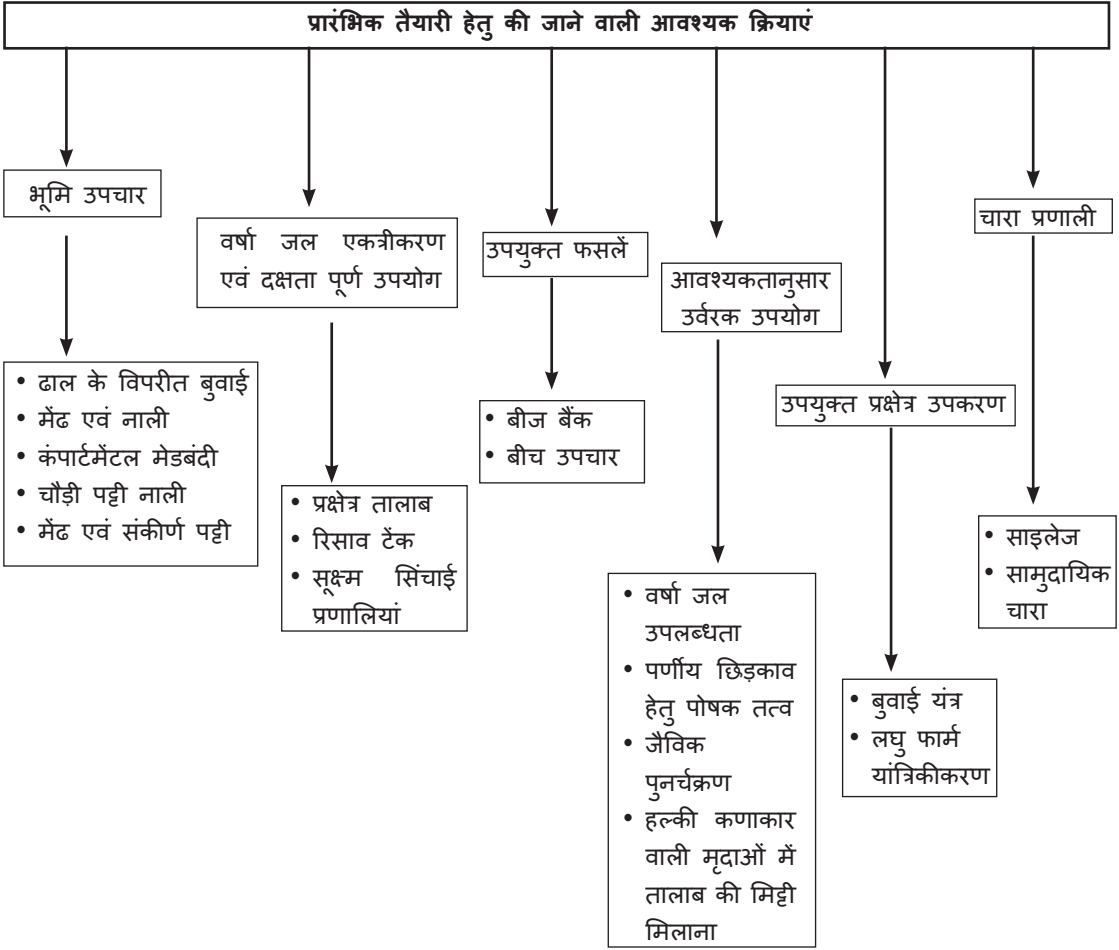 प्रारंभिक तैयारी हेतु की जाने वाली आवश्यक क्रियाएं
भूमि उपचार
• ढाल के विपरीत बुवाई
• मेंढ एवं नाली
• कंपार्टमेंटल मेडबंदी
• चौड़ी पट्टी नाली
• मेंढ एवं संकीर्ण पट्टी
वर्षा जल एकत्रीकरण
एवं दक्षता पूर्ण उपयोग
• प्रक्षेत्र तालाब
• रिसाव टेंक
• सूक्ष्म सिंचाई
प्रणालियां
उपयुक्त फसलें
• बीज बैंक
• बीच उपचार
आवश्यकतानुसार
उर्वरक उपयोग
• वर्षा जल
उपलब्धता
• पर्णीय छिड़काव
हेतु पोषक तत्व
• जैविक
पुनर्चक्रण
• हल्की कणाकार
वाली मृदाओं में
तालाब की मिट्टी
मिलाना
उपयुक्त प्रक्षेत्र उपकरण
• बुवाई यंत्र
• लघु फार्म
यांत्रिकीकरण
चारा प्रणाली
• साइलेज
• सामुदायिक
चारा